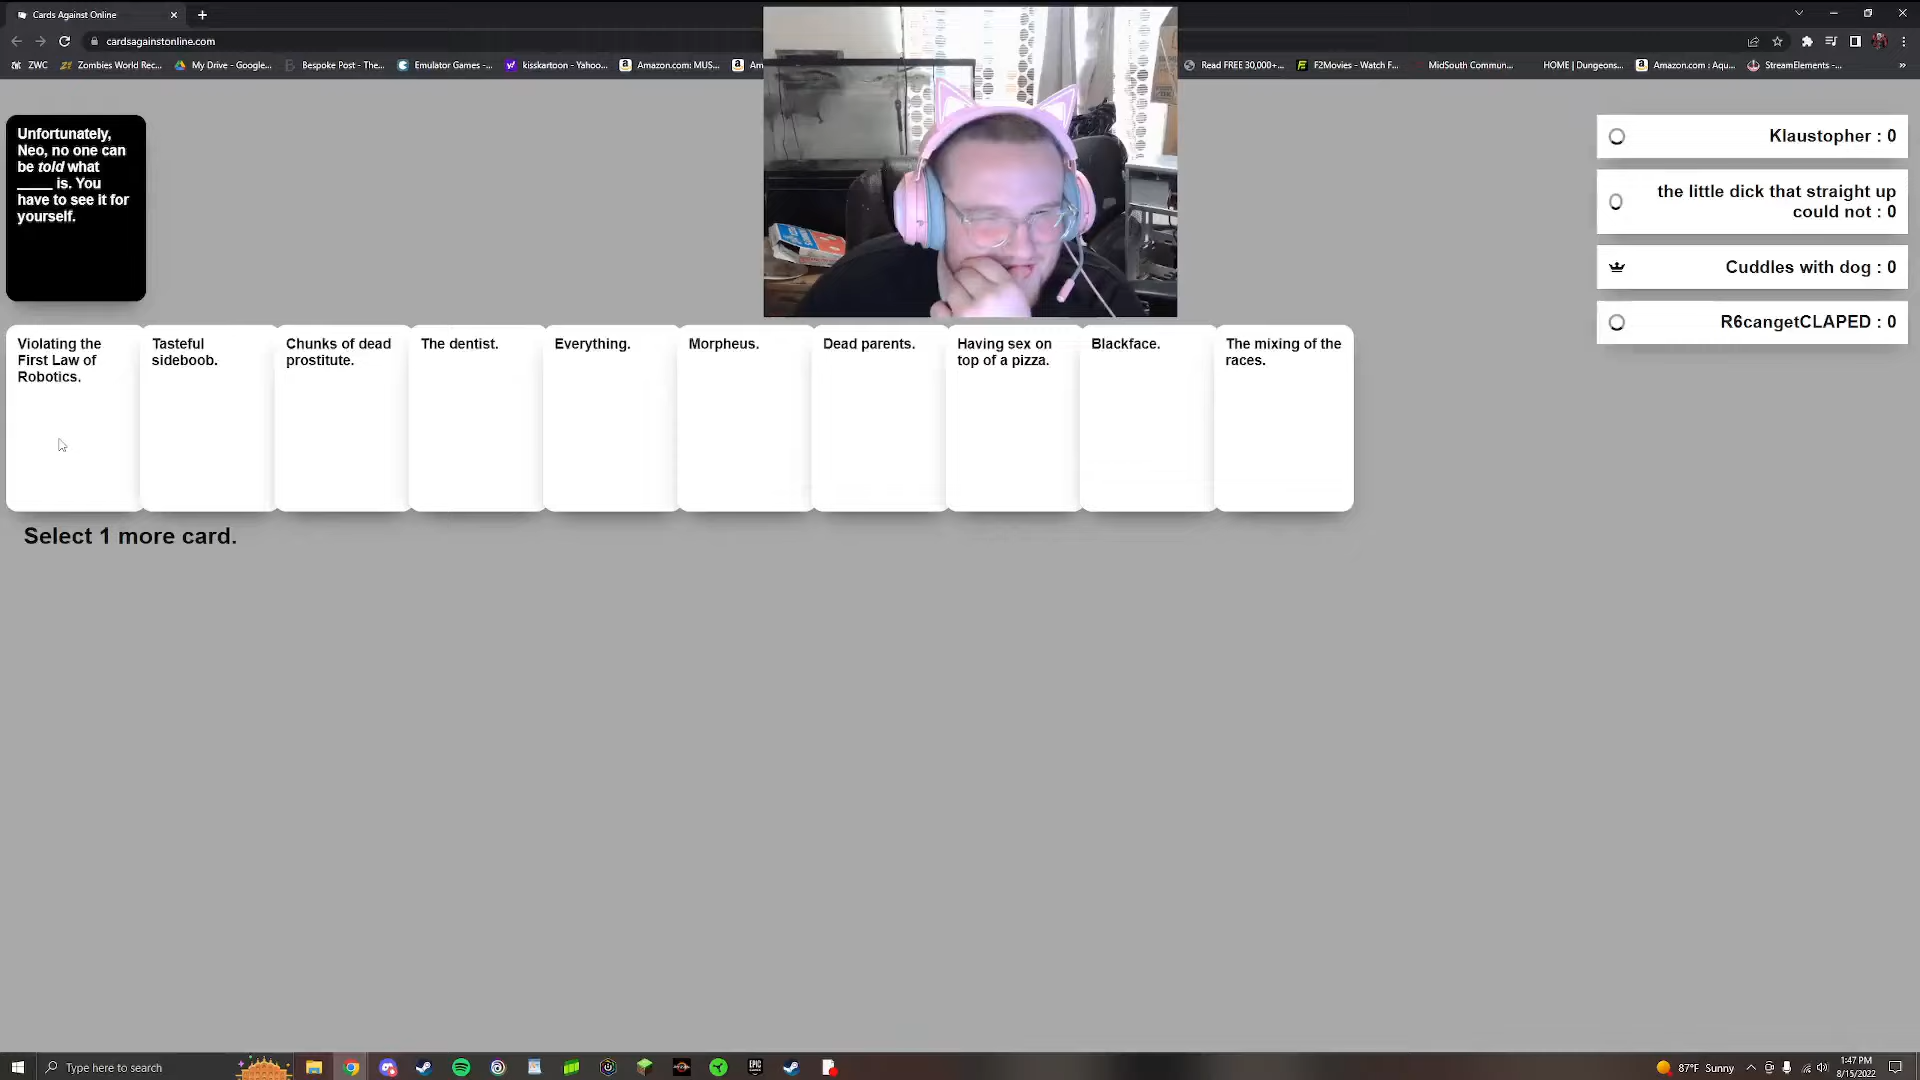 Cards Against Online
cardsagainstonline.com
ZWC
Zombies World Rec...
My Drive - Google...
Bespoke Post - The...
Emulator Games -...
kisskartoon - Yahoo...
Amazon.com: MUS...
Am
Read FREE 30,000+...
F2Movies - Watch F...
MidSouth Commun...
HOME | Dungeons...
Amazon.com : Aqu...
StreamElements -...
Unfortunately,
Neo, no one can
be told what
_____ is. You
have to see it for
yourself.
Klaustopher : 0
the little dick that straight up
could not : 0
Cuddles with dog : 0
R6cangetCLAPED : 0
Violating the
First Law of
Robotics.
Tasteful
sideboob.
Chunks of dead
prostitute.
The dentist.
Everything.
Morpheus.
Dead parents.
Having sex on
top of a pizza.
Blackface.
The mixing of the
races.
Select 1 more card.
Type here to search
EPIC
87°F Sunny
1:47 PM
8/15/2022